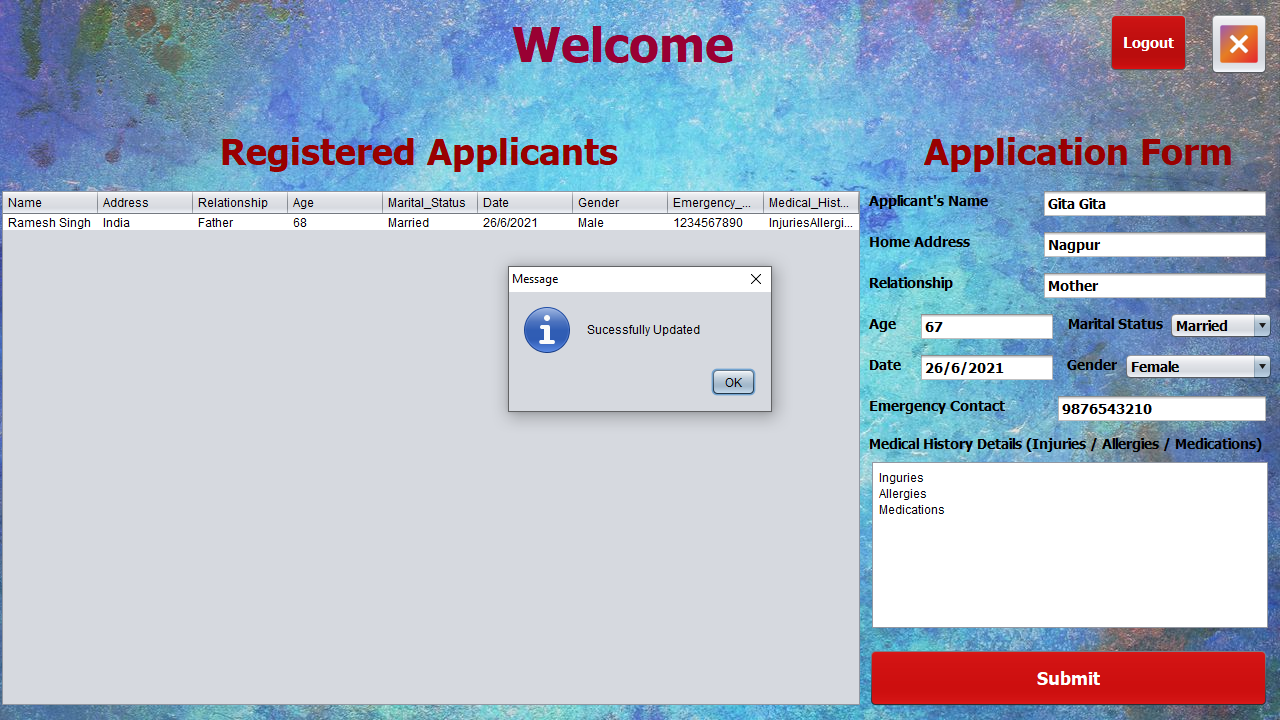 Welcome
Logout
Registered Applicants
Application Form
Name Address Relationship Age Marital_Status Date Gender Emergency_... Medical_Hist...
Ramesh Singh India Father 68 Married 26/6/2021 Male 1234567890 InjuriesAllergi...
Message
Sucessfully Updated
OK
Applicant's Name Gita Gita
Home Address Nagpur
Relationship Mother
Age 67 Marital Status Married
Date 26/6/2021 Gender Female
Emergency Contact 9876543210
Medical History Details (Injuries / Allergies / Medications)
Inguries
Allergies
Medications
Submit